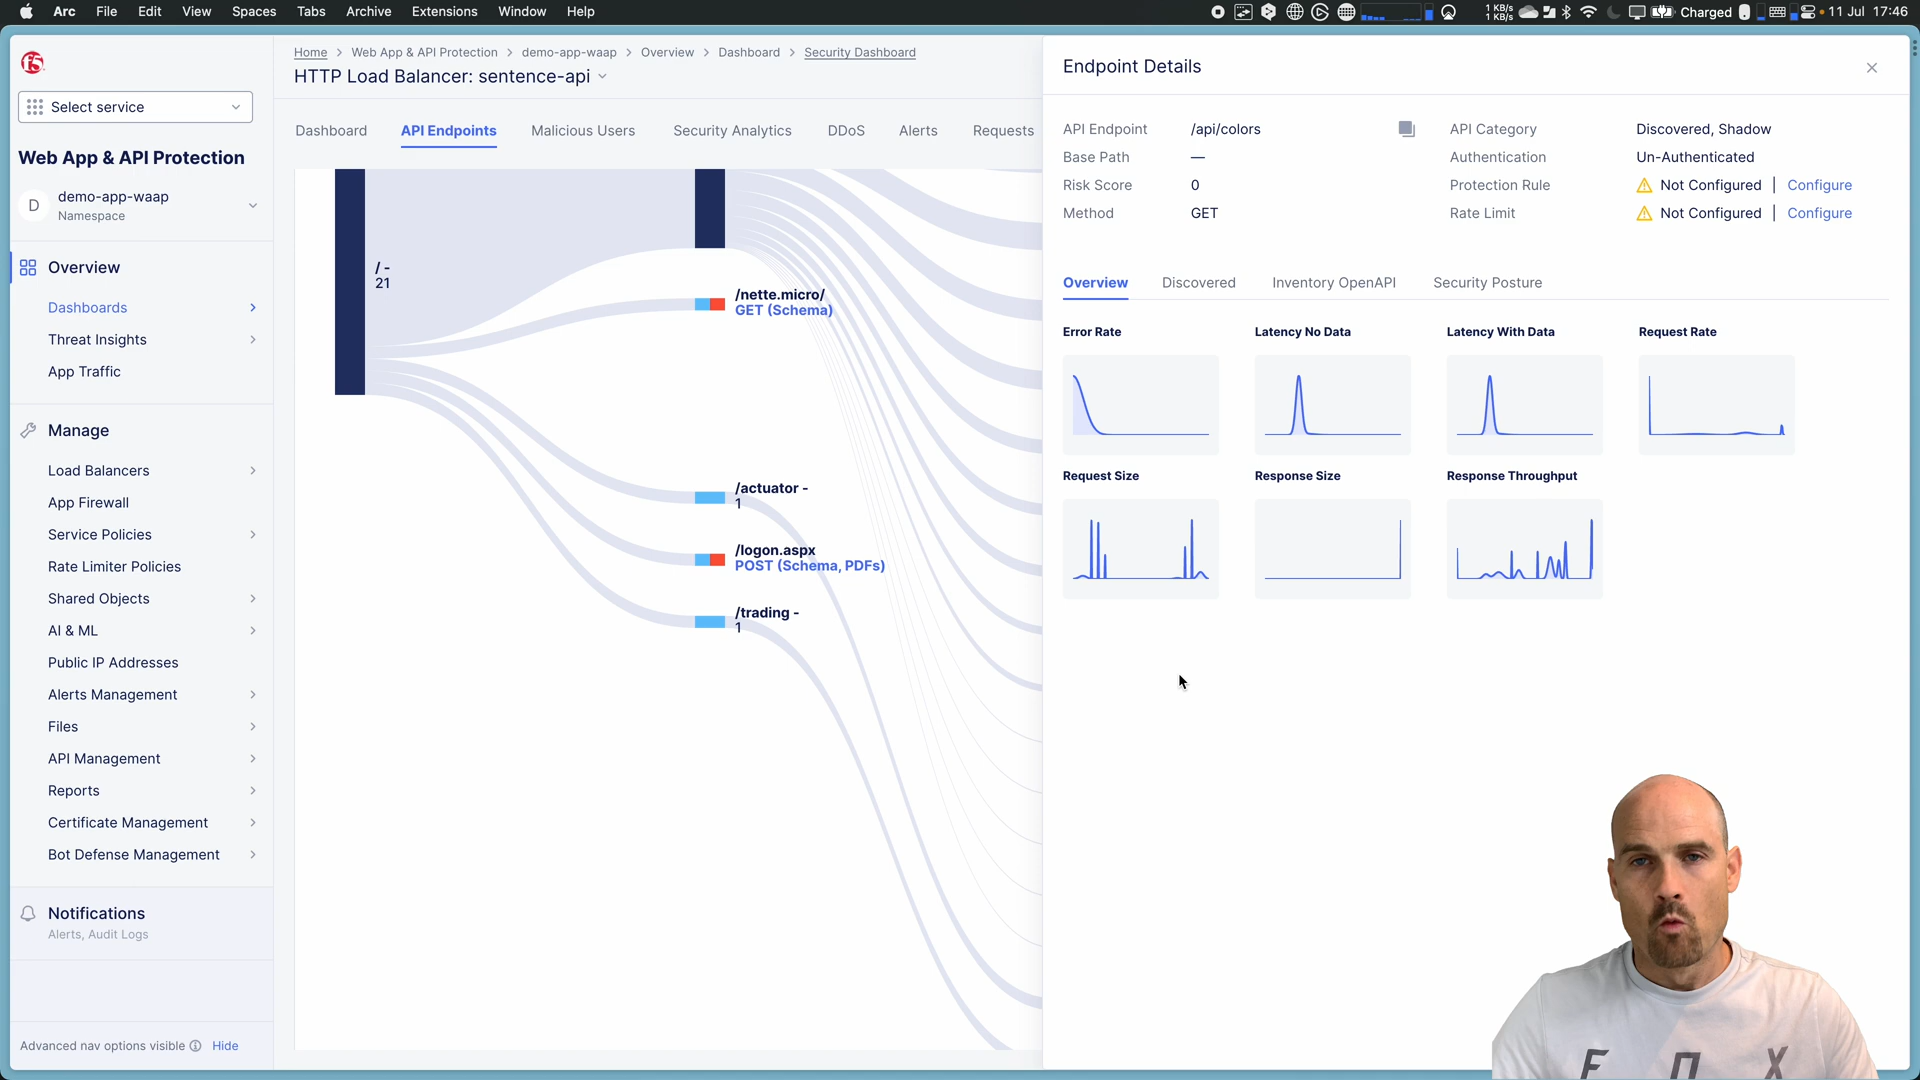 Arc File Edit View Spaces Tabs Archive Extensions Window Help
1 KB/s
1 KB/s
Charged
11 Jul 17:46
f5
Select service
Web App & API Protection
D
demo-app-waap
Namespace
Overview
Dashboards
Threat Insights
App Traffic
Manage
Load Balancers
App Firewall
Service Policies
Rate Limiter Policies
Shared Objects
AI & ML
Public IP Addresses
Alerts Management
Files
API Management
Reports
Certificate Management
Bot Defense Management
Notifications
Alerts, Audit Logs
Advanced nav options visible Hide
Home > Web App & API Protection > demo-app-waap > Overview > Dashboard > Security Dashboard
HTTP Load Balancer: sentence-api
Dashboard API Endpoints Malicious Users Security Analytics DDoS Alerts Requests
/ -
21
/nette.micro/
GET (Schema)
/actuator -
1
/logon.aspx
POST (Schema, PDFs)
/trading -
1
Endpoint Details
API Endpoint /api/colors
Base Path —
Risk Score 0
Method GET
API Category Discovered, Shadow
Authentication Un-Authenticated
Protection Rule Not Configured | Configure
Rate Limit Not Configured | Configure
Overview Discovered Inventory OpenAPI Security Posture
Error Rate Latency No Data Latency With Data Request Rate
Request Size Response Size Response Throughput